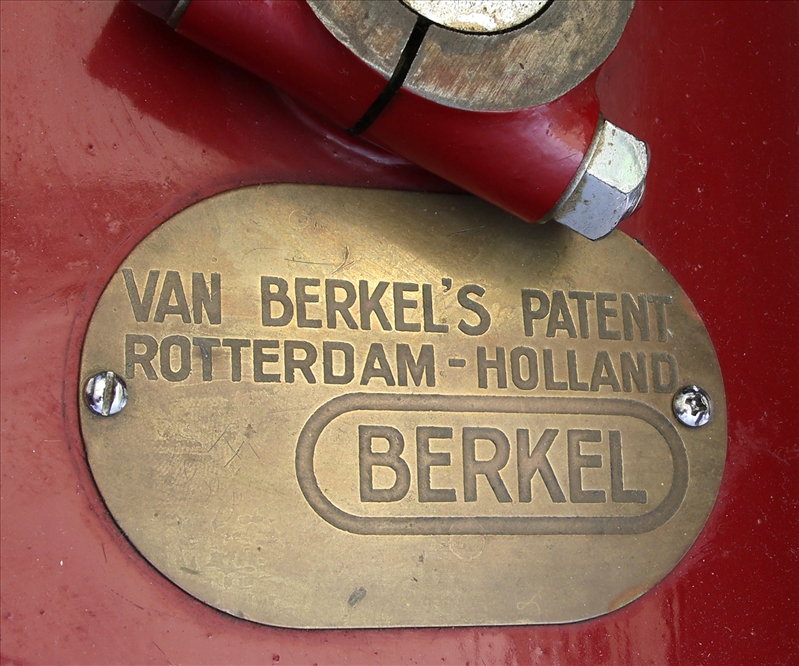 VAN BERKEL'S PATENT
ROTTERDAM - HOLLAND
BERKEL